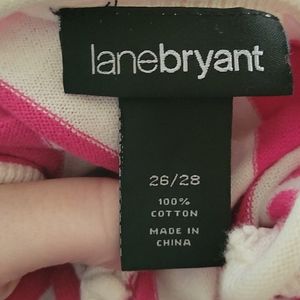 lanebryant
26/28
100%
COTTON
MADE IN
CHINA